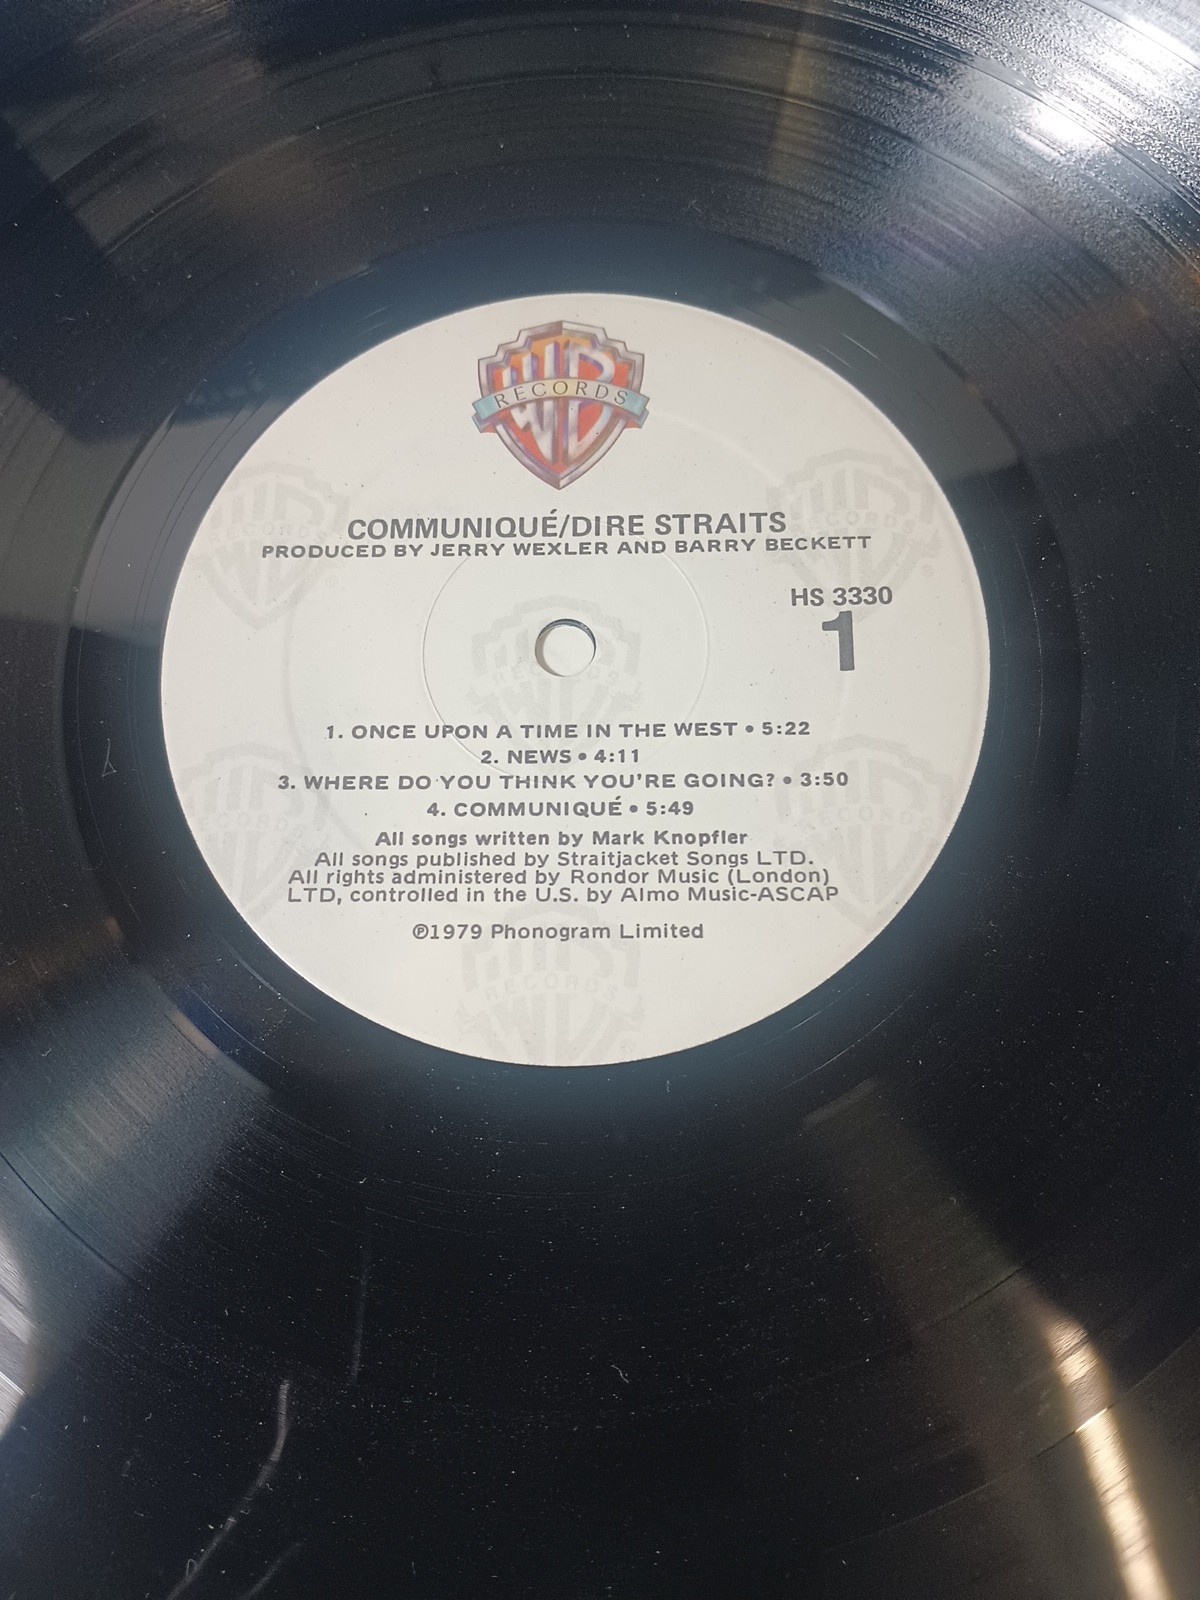 WB
RECORDS
COMMUNIQUÉ/DIRE STRAITS
PRODUCED BY JERRY WEXLER AND BARRY BECKETT
HS 3330
1
1. ONCE UPON A TIME IN THE WEST • 5:22
2. NEWS • 4:11
3. WHERE DO YOU THINK YOU'RE GOING? • 3:50
4. COMMUNIQUÉ • 5:49
All songs written by Mark Knopfler
All songs published by Straitjacket Songs LTD.
All rights administered by Rondor Music (London)
LTD, controlled in the U.S. by Almo Music-ASCAP
℗1979 Phonogram Limited